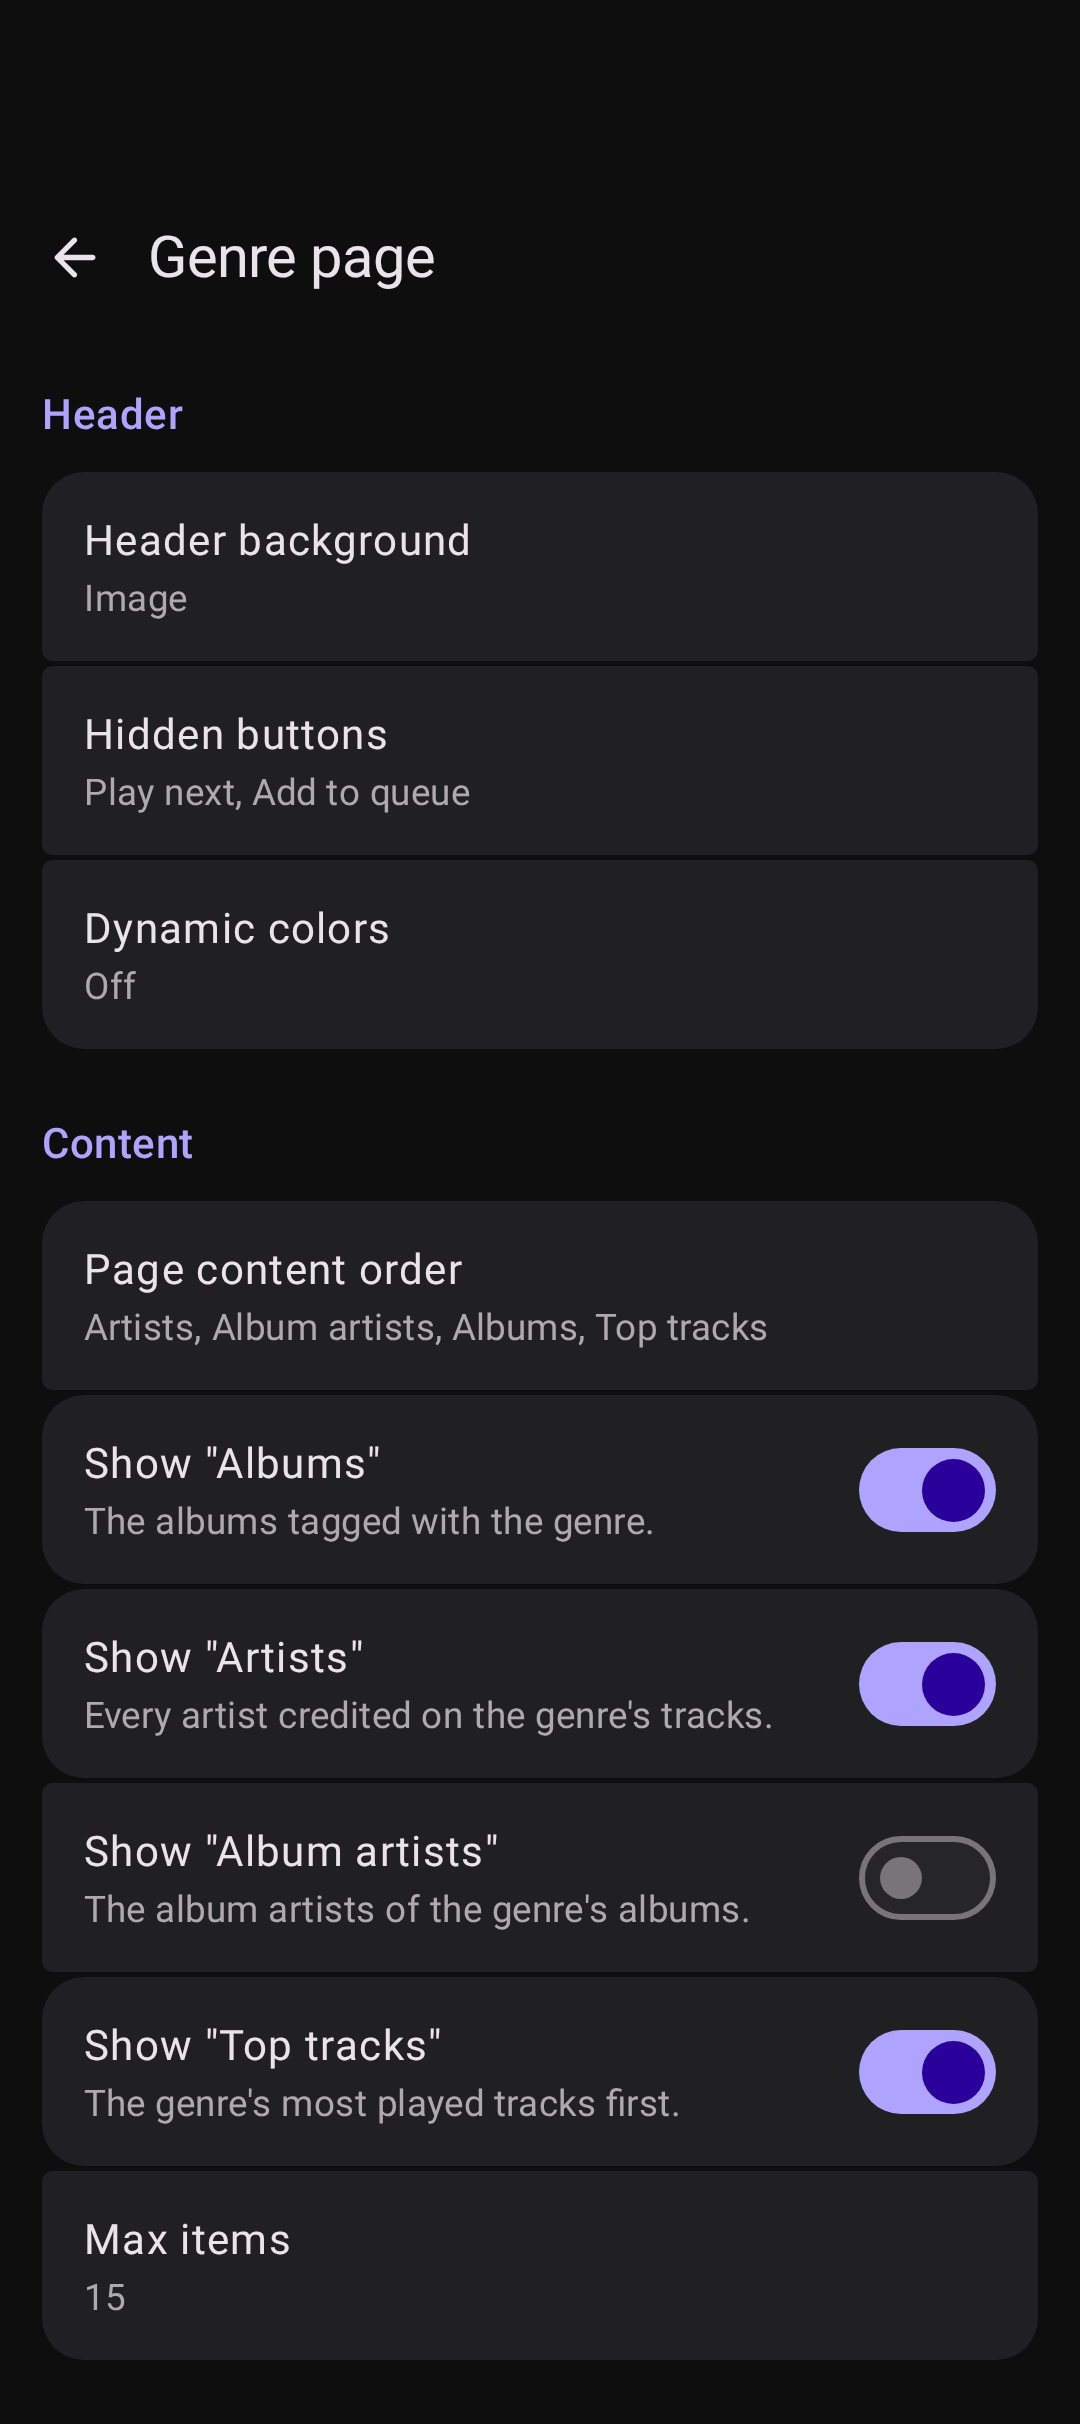 Genre page
Header
Header background
Image
Hidden buttons
Play next, Add to queue
Dynamic colors
Off
Content
Page content order
Artists, Album artists, Albums, Top tracks
Show "Albums"
The albums tagged with the genre.
Show "Artists"
Every artist credited on the genre's tracks.
Show "Album artists"
The album artists of the genre's albums.
Show "Top tracks"
The genre's most played tracks first.
Max items
15